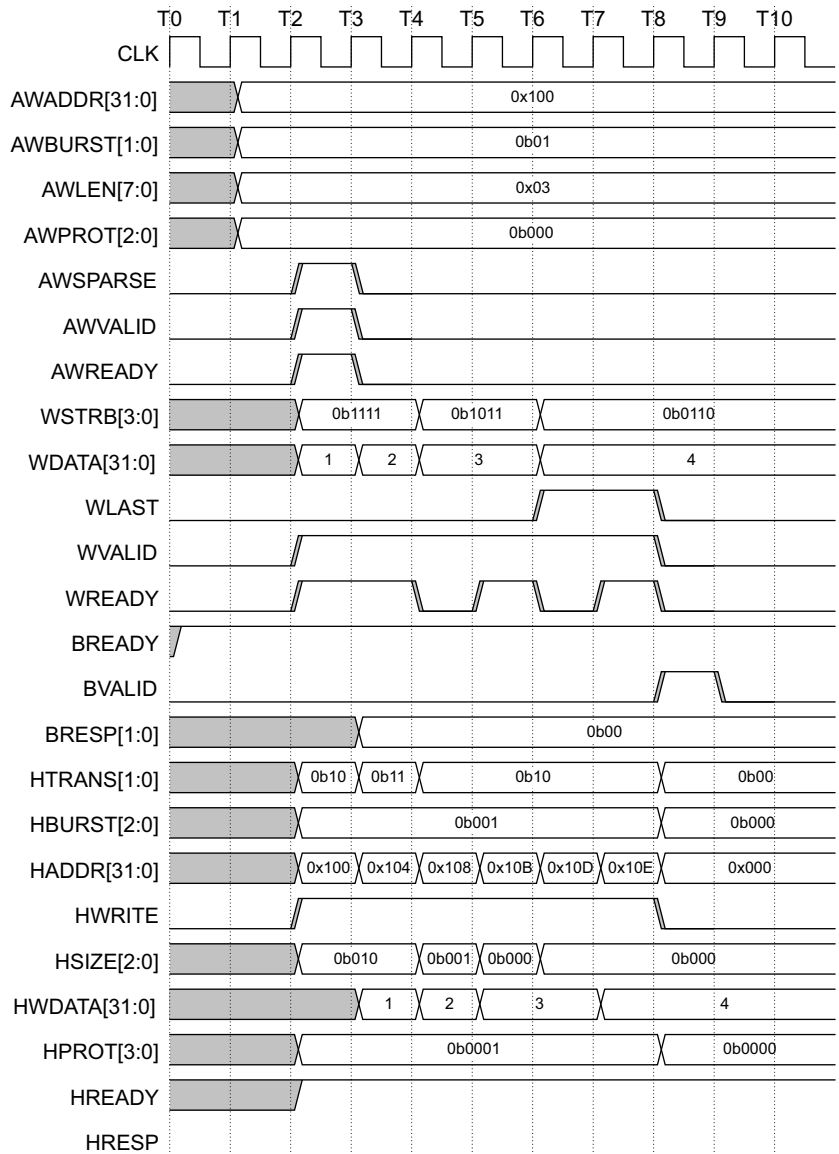 T0 T1 T2 T3 T4 T5 T6 T7 T8 T9 T10
CLK
AWADDR[31:0] 0x100
AWBURST[1:0] 0b01
AWLEN[7:0] 0x03
AWPROT[2:0] 0b000
AWSPARSE
AWVALID
AWREADY
WSTRB[3:0] 0b1111 0b1011 0b0110
WDATA[31:0] 1 2 3 4
WLAST
WVALID
WREADY
BREADY
BVALID
BRESP[1:0] 0b00
HTRANS[1:0] 0b10 0b11 0b10 0b00
HBURST[2:0] 0b001 0b000
HADDR[31:0] 0x100 0x104 0x108 0x10B 0x10D 0x10E 0x000
HWRITE
HSIZE[2:0] 0b010 0b001 0b000 0b000
HWDATA[31:0] 1 2 3 4
HPROT[3:0] 0b0001 0b0000
HREADY
HRESP